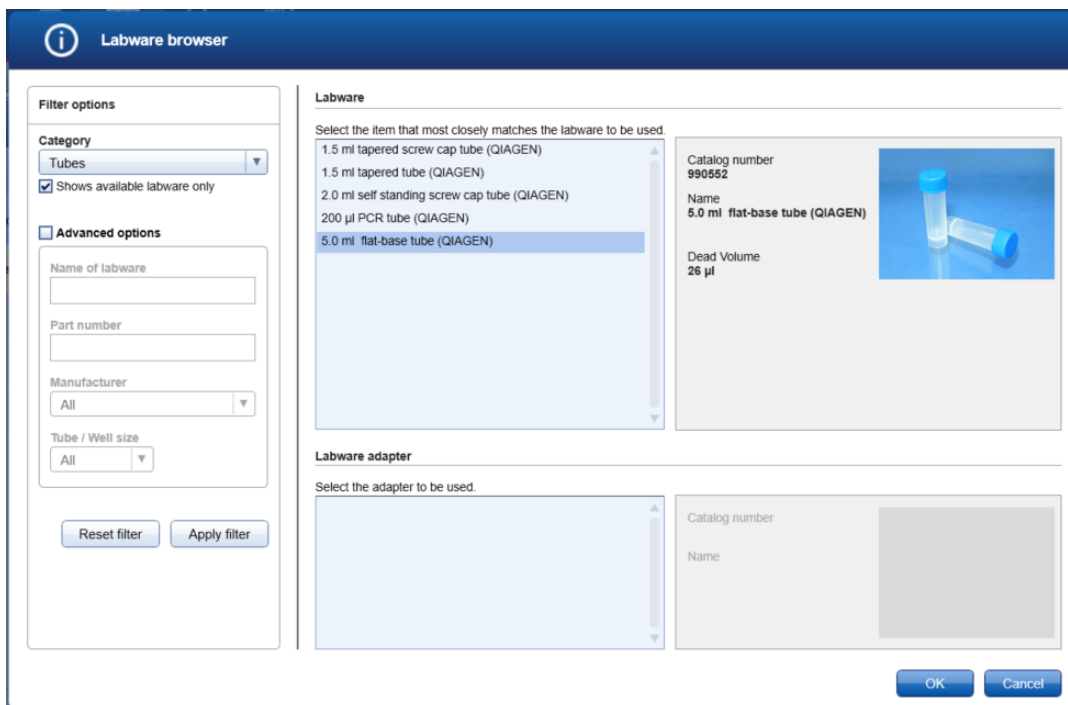 Labware browser
Filter options
Category
Tubes
Shows available labware only
Advanced options
Name of labware
Part number
Manufacturer
All
Tube / Well size
All
Reset filter
Apply filter
Labware
Select the item that most closely matches the labware to be used.
1.5 ml tapered screw cap tube (QIAGEN)
1.5 ml tapered tube (QIAGEN)
2.0 ml self standing screw cap tube (QIAGEN)
200 µl PCR tube (QIAGEN)
5.0 ml  flat-base tube (QIAGEN)
Catalog number
990552
Name
5.0 ml  flat-base tube (QIAGEN)
Dead Volume
26 µl
Labware adapter
Select the adapter to be used.
Catalog number
Name
OK
Cancel